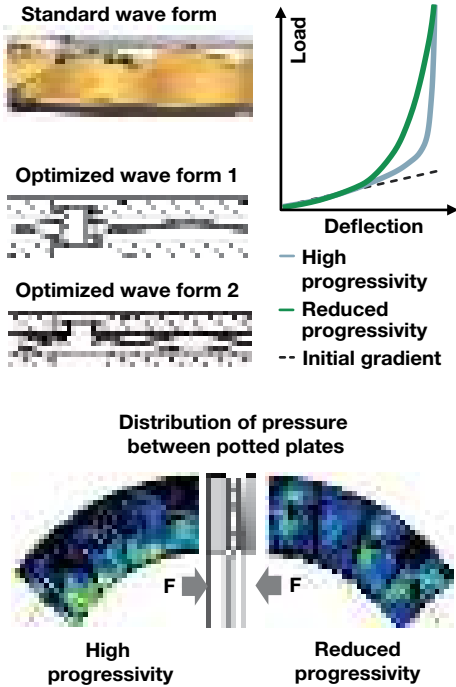 Standard wave form
Optimized wave form 1
Optimized wave form 2
Load
Deflection
High
progressivity
Reduced
progressivity
Initial gradient
Distribution of pressure
between potted plates
F
F
High
progressivity
Reduced
progressivity